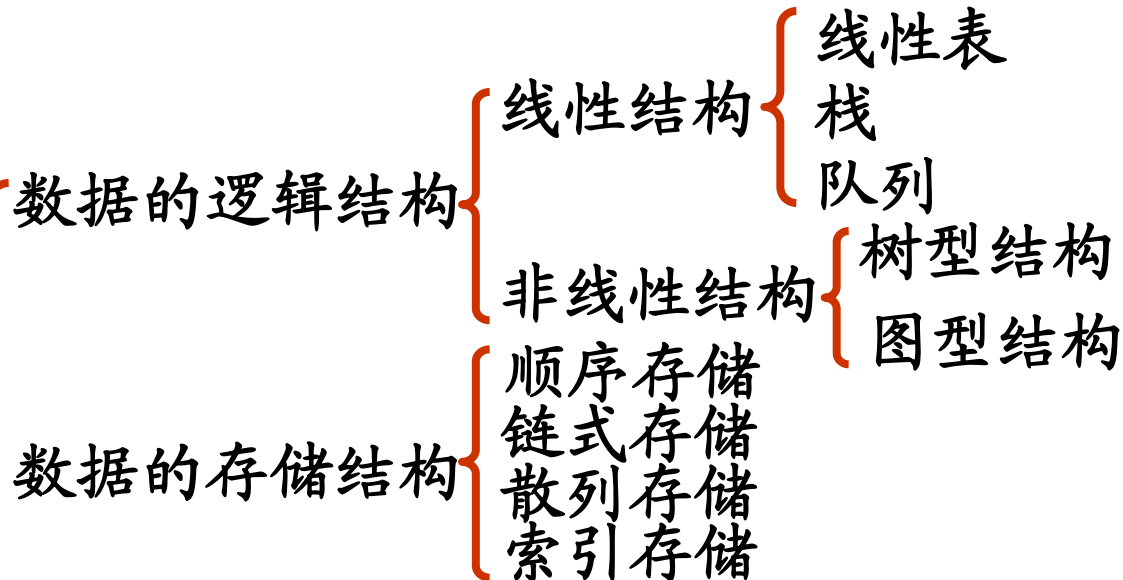 数据的逻辑结构
线性结构
线性表
栈
队列
非线性结构
树型结构
图型结构
数据的存储结构
顺序存储
链式存储
散列存储
索引存储